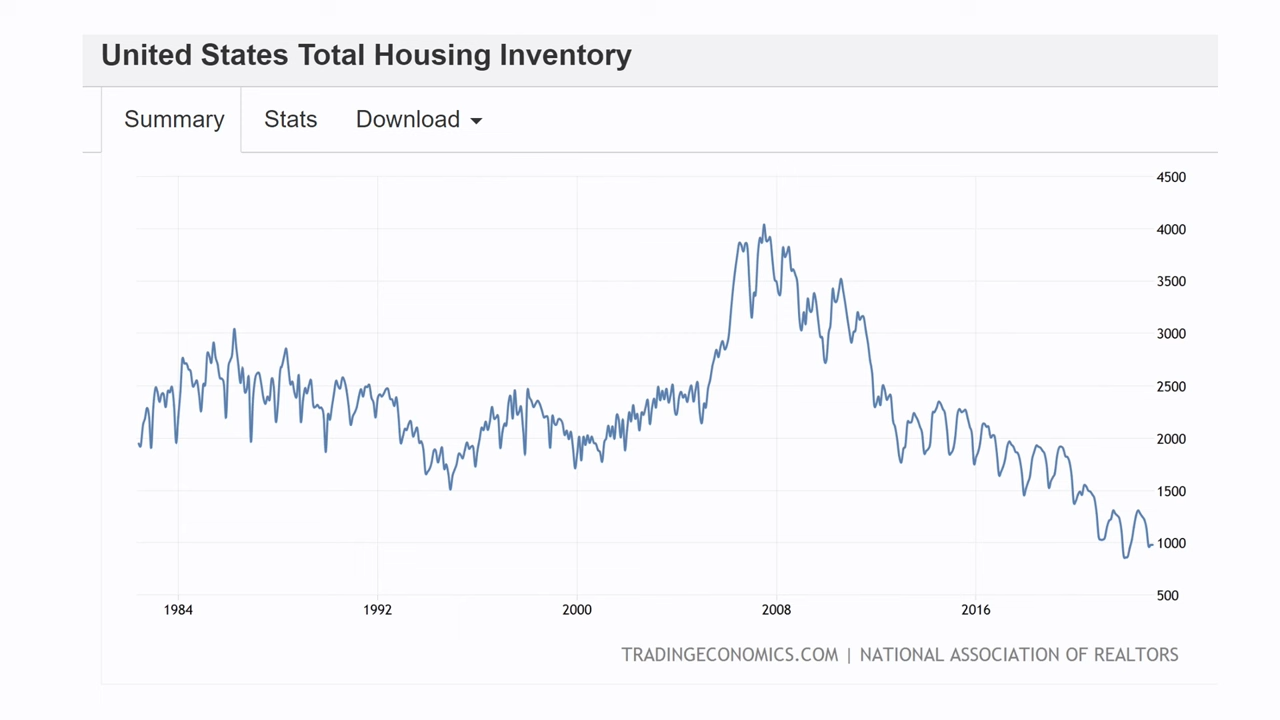 United States Total Housing Inventory
Summary Stats Download
4500
4000
3500
3000
2500
2000
1500
1000
500
1984 1992 2000 2008 2016
TRADINGECONOMICS.COM | NATIONAL ASSOCIATION OF REALTORS